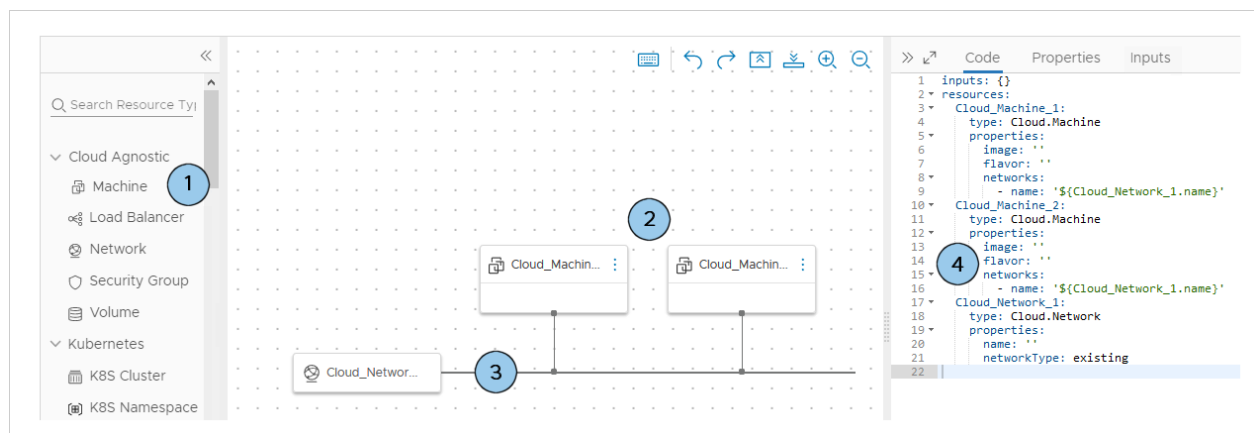 Search Resource Ty
Cloud Agnostic
Machine
1
Load Balancer
Network
Security Group
Volume
Kubernetes
K8S Cluster
K8S Namespace
2
Cloud_Machin...
Cloud_Machin...
Cloud_Networ...
3
Code Properties Inputs
1 inputs: {}
2 resources:
3 Cloud_Machine_1:
4 type: Cloud.Machine
5 properties:
6 image: ''
7 flavor: ''
8 networks:
9 - name: '${Cloud_Network_1.name}'
10 Cloud_Machine_2:
11 type: Cloud.Machine
12 properties:
13 image: ''
14 flavor: ''
4
15 networks:
16 - name: '${Cloud_Network_1.name}'
17 Cloud_Network_1:
18 type: Cloud.Network
19 properties:
20 name: ''
21 networkType: existing
22